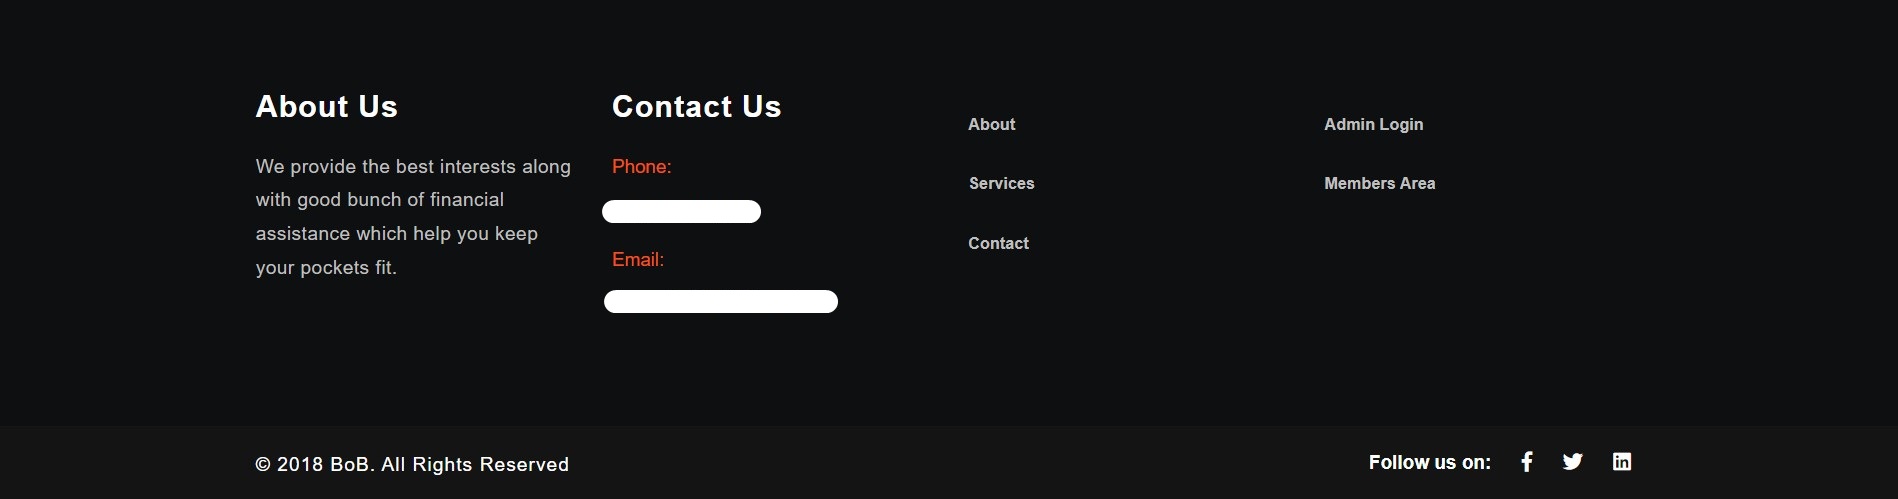 About Us
We provide the best interests along
with good bunch of financial
assistance which help you keep
your pockets fit.
Contact Us
Phone:
Email:
About
Services
Contact
Admin Login
Members Area
© 2018 BoB. All Rights Reserved
Follow us on: